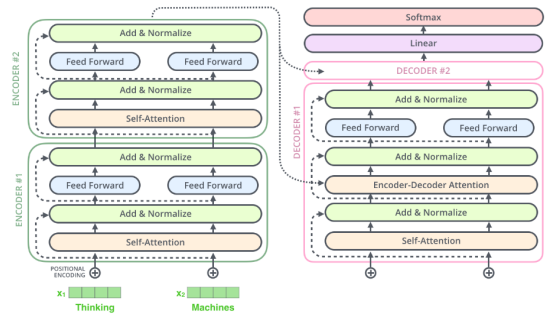 ENCODER #2
Add & Normalize
Feed Forward
Feed Forward
Add & Normalize
Self-Attention
ENCODER #1
Add & Normalize
Feed Forward
Feed Forward
Add & Normalize
Self-Attention
POSITIONAL
ENCODING
x₁
x₂
Thinking
Machines
Softmax
Linear
DECODER #2
DECODER #1
Add & Normalize
Feed Forward
Feed Forward
Add & Normalize
Encoder-Decoder Attention
Add & Normalize
Self-Attention